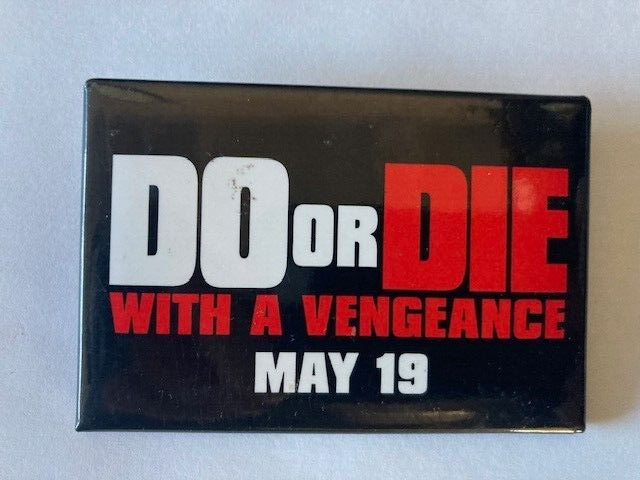 DO OR DIE
WITH A VENGEANCE
MAY 19